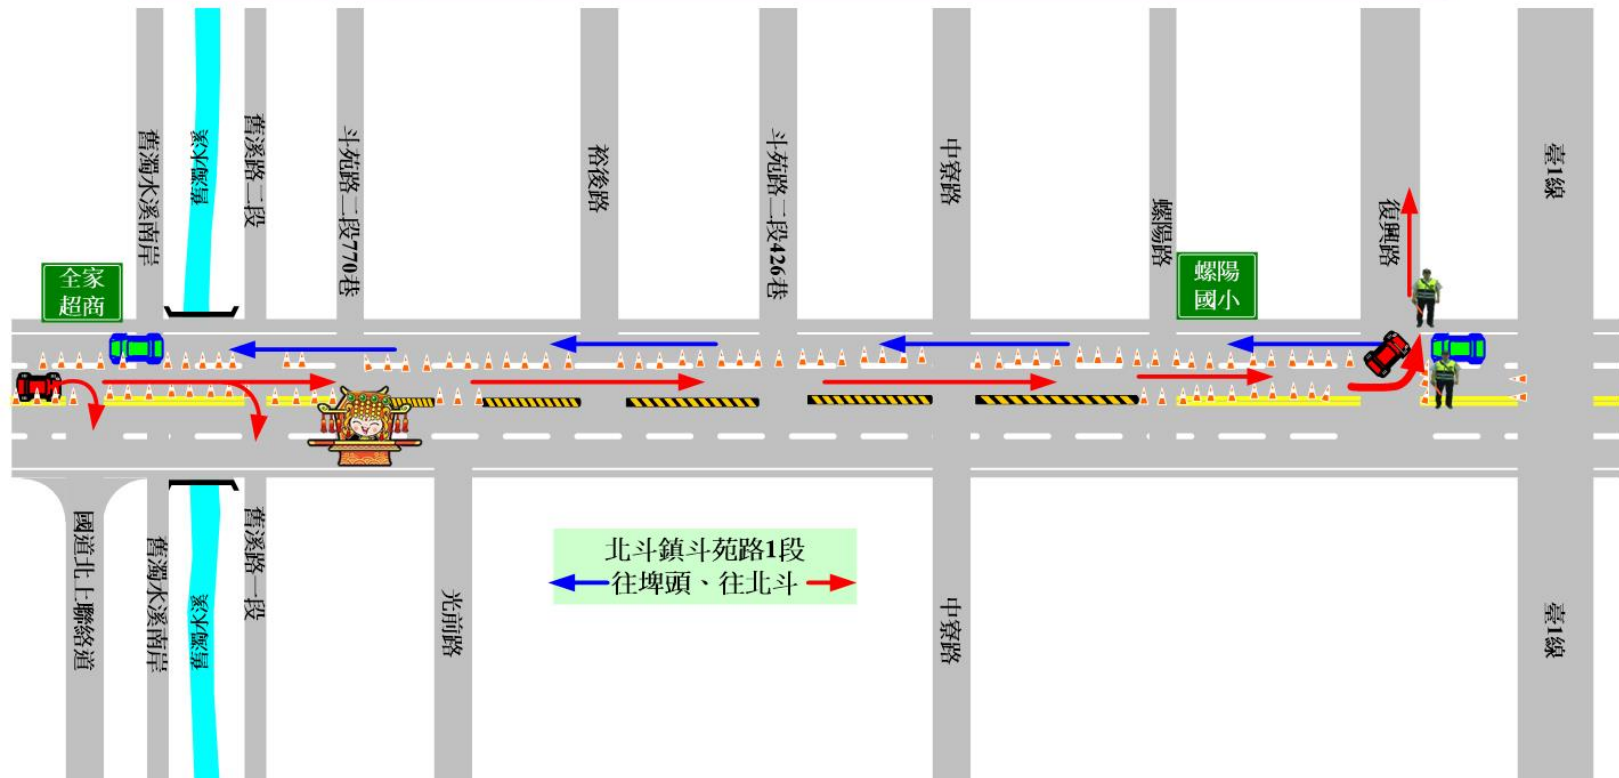 舊濁水溪南岸
舊濁水溪
舊溪路二段
斗苑路二段770巷
裕後路
斗苑路二段426巷
中寮路
螺陽路
復興路
臺1線
全家
超商
螺陽
國小
國道北上聯絡道
舊濁水溪南岸
舊濁水溪
舊溪路一段
光前路
北斗鎮斗苑路1段
往埤頭、往北斗
中寮路
臺1線